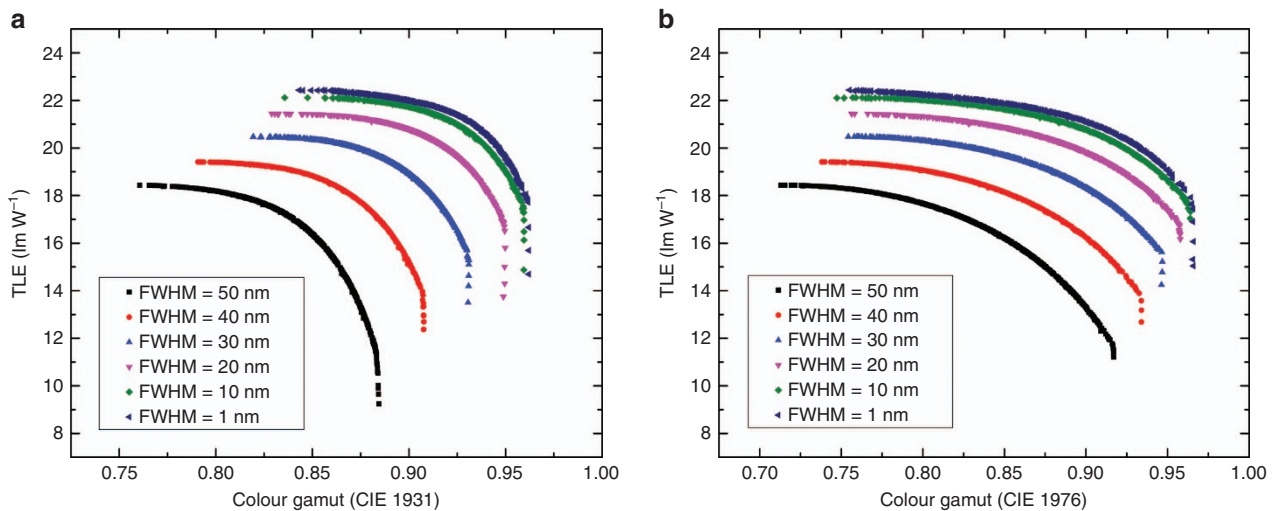 a
TLE (lm W⁻¹)
24
22
20
18
16
14
12
10
8
FWHM = 50 nm
FWHM = 40 nm
FWHM = 30 nm
FWHM = 20 nm
FWHM = 10 nm
FWHM = 1 nm
0.75 0.80 0.85 0.90 0.95 1.00
Colour gamut (CIE 1931)
b
TLE (lm W⁻¹)
24
22
20
18
16
14
12
10
8
FWHM = 50 nm
FWHM = 40 nm
FWHM = 30 nm
FWHM = 20 nm
FWHM = 10 nm
FWHM = 1 nm
0.70 0.75 0.80 0.85 0.90 0.95 1.00
Colour gamut (CIE 1976)